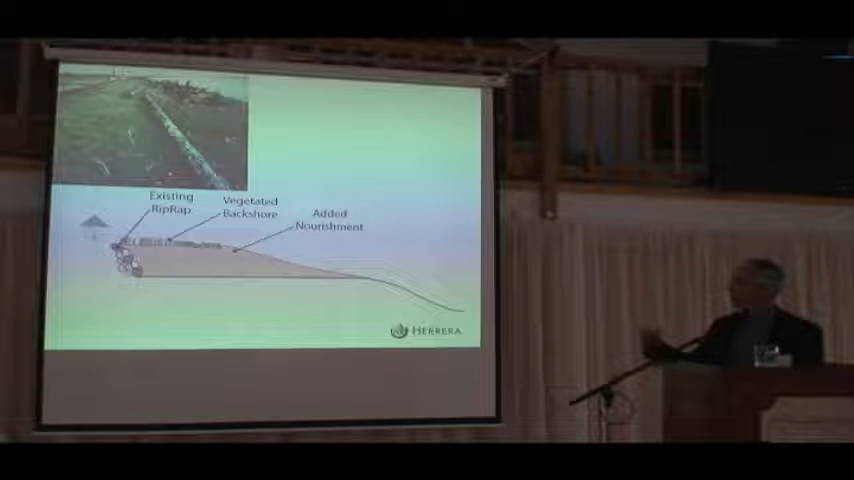 Existing
RipRap
Vegetated
Backshore
Added
Nourishment
HERRERA